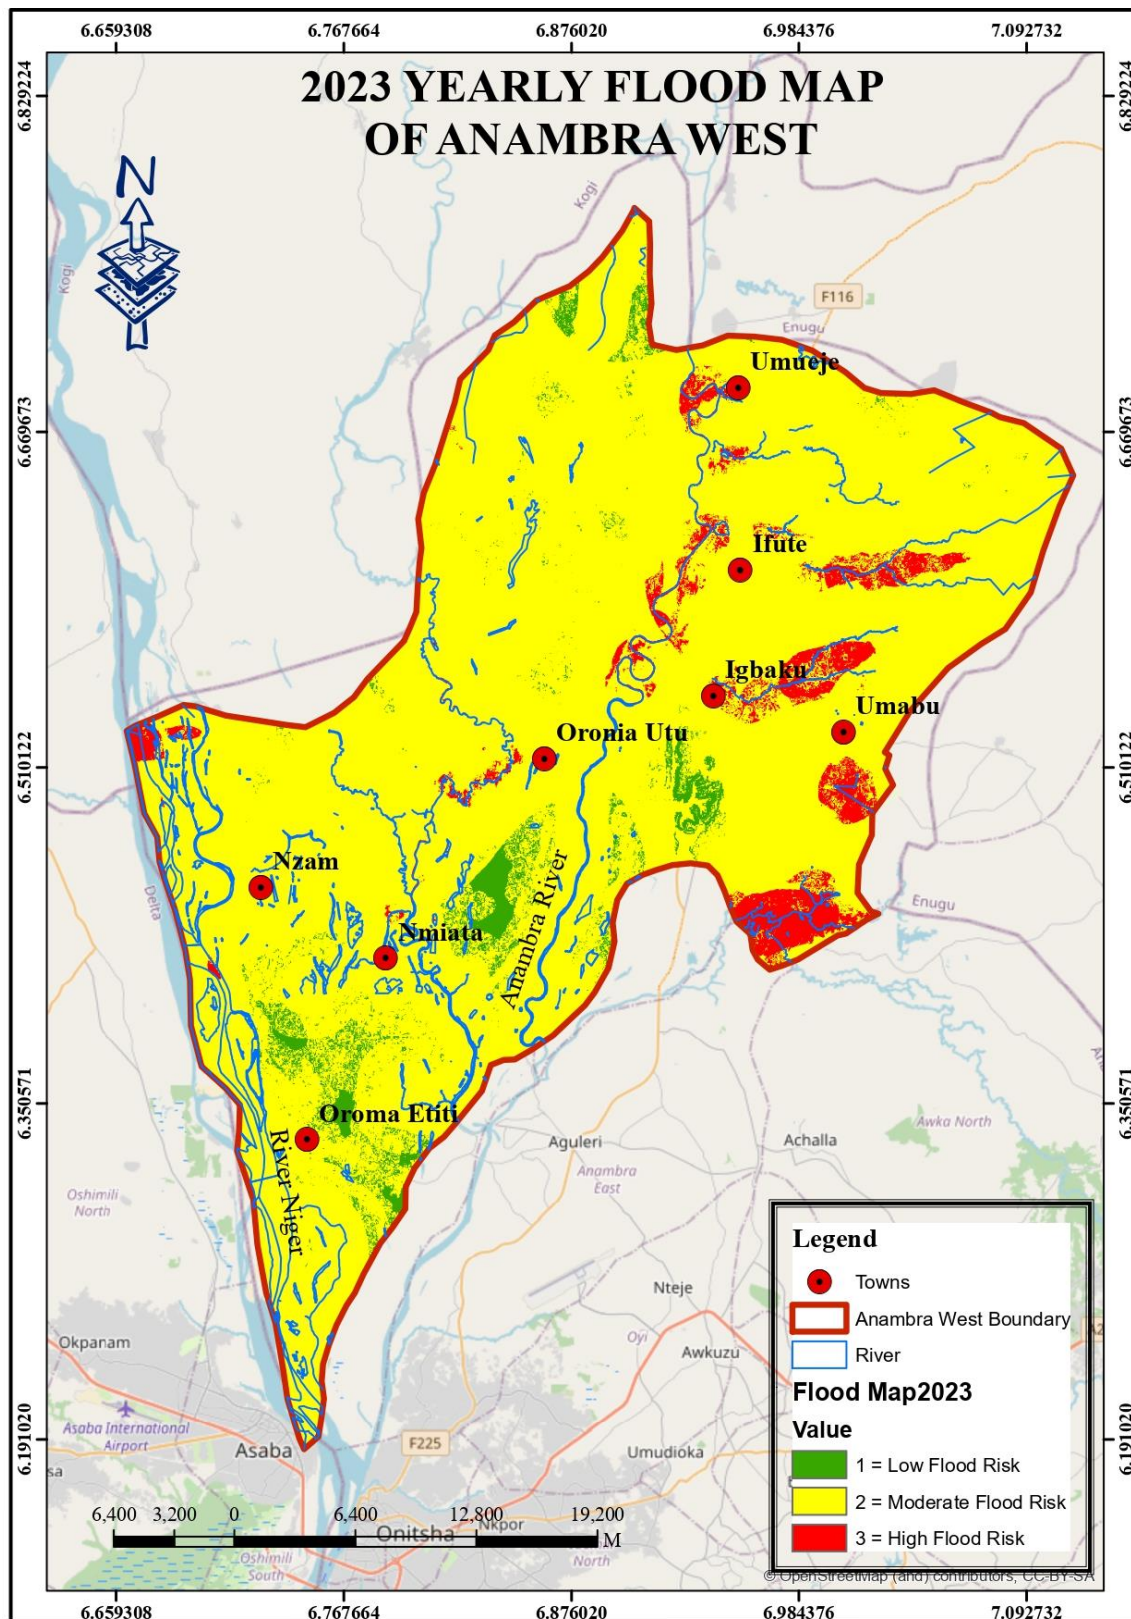 6.659308 6.767664 6.876020 6.984376 7.092732
6.829224 6.829224
2023 YEARLY FLOOD MAP
OF ANAMBRA WEST
N
Kogi
Kogi
F116
Enugu
Umueje
6.669673 6.669673
Ifute
Igbaku
Umabu
Oronia Utu
6.510122 6.510122
Nzam
Delta
Enugu
Nmiata
Anambra River
6.350571 6.350571
Oroma Etiti
Aguleri
Achalla
Awka North
Anambra
East
River Niger
Oshimili
North
Nteje
Oyi
Okpanam
Awkuzu
Asaba International
Airport
Asaba
F225
Umudioka
6.191020 6.191020
Legend
Towns
Anambra West Boundary
River
Flood Map2023
Value
1 = Low Flood Risk
2 = Moderate Flood Risk
3 = High Flood Risk
6,400 3,200 0 6,400 12,800 19,200
M
Onitsha
Nkpor
North
Oshimili
South
© OpenStreetMap (and) contributors, CC-BY-SA
6.659308 6.767664 6.876020 6.984376 7.092732